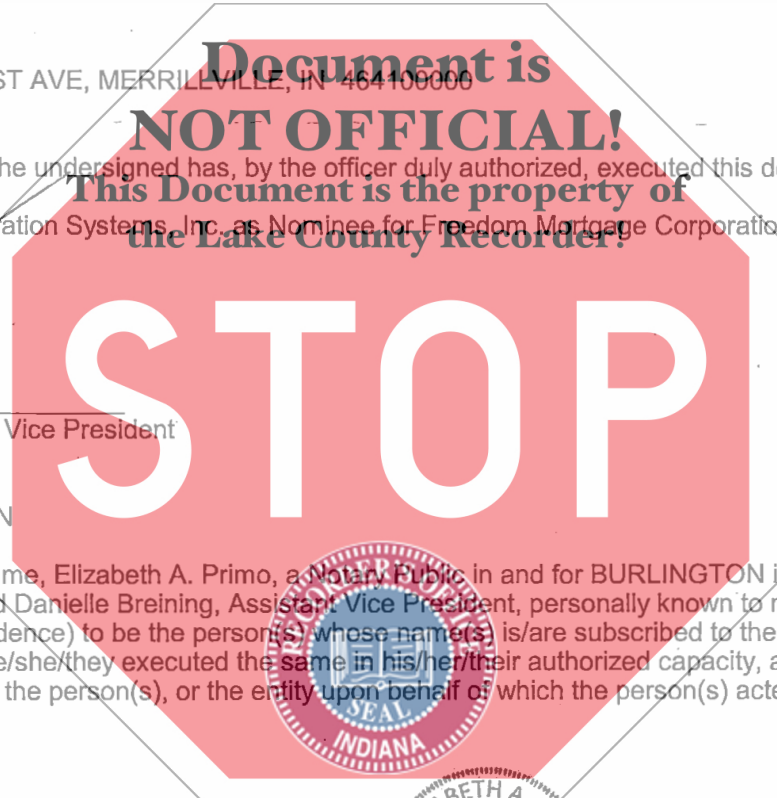 Document is
ST AVE, MERRILLVILLE, IN 464100000
NOT OFFICIAL!
he undersigned has, by the officer duly authorized, executed this d
This Document is the property of
ration Systems, Inc. as Nominee for Freedom Mortgage Corporatio
the Lake County Recorder!
STOP
Vice President
N
me, Elizabeth A. Primo, a Notary Public in and for BURLINGTON i
d Danielle Breining, Assistant Vice President, personally known to m
dence) to be the person(s) whose name(s) is/are subscribed to the
e/she/they executed the same in his/her/their authorized capacity, a
the person(s), or the entity upon behalf of which the person(s) acte
RECORDER'S OFFICE
SEAL
INDIANA
BETH A